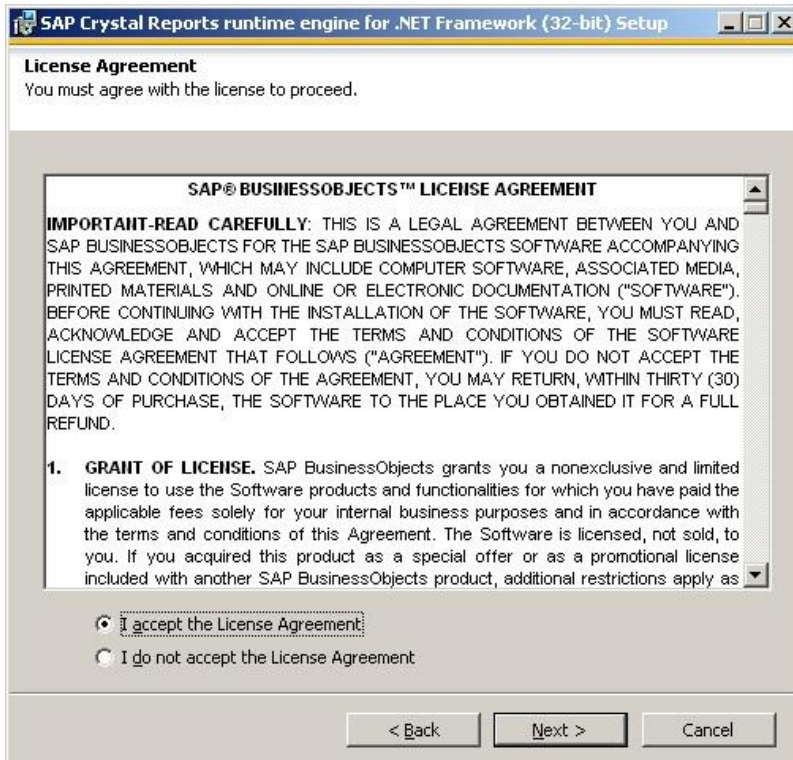 SAP Crystal Reports runtime engine for .NET Framework (32-bit) Setup
License Agreement
You must agree with the license to proceed.
SAP® BUSINESSOBJECTS™ LICENSE AGREEMENT
IMPORTANT-READ CAREFULLY: THIS IS A LEGAL AGREEMENT BETWEEN YOU AND
SAP BUSINESSOBJECTS FOR THE SAP BUSINESSOBJECTS SOFTWARE ACCOMPANYING
THIS AGREEMENT, WHICH MAY INCLUDE COMPUTER SOFTWARE, ASSOCIATED MEDIA,
PRINTED MATERIALS AND ONLINE OR ELECTRONIC DOCUMENTATION ("SOFTWARE").
BEFORE CONTINUING WITH THE INSTALLATION OF THE SOFTWARE, YOU MUST READ,
ACKNOWLEDGE AND ACCEPT THE TERMS AND CONDITIONS OF THE SOFTWARE
LICENSE AGREEMENT THAT FOLLOWS ("AGREEMENT"). IF YOU DO NOT ACCEPT THE
TERMS AND CONDITIONS OF THE AGREEMENT, YOU MAY RETURN, WITHIN THIRTY (30)
DAYS OF PURCHASE, THE SOFTWARE TO THE PLACE YOU OBTAINED IT FOR A FULL
REFUND.
1. GRANT OF LICENSE. SAP BusinessObjects grants you a nonexclusive and limited
license to use the Software products and functionalities for which you have paid the
applicable fees solely for your internal business purposes and in accordance with
the terms and conditions of this Agreement. The Software is licensed, not sold, to
you. If you acquired this product as a special offer or as a promotional license
included with another SAP BusinessObjects product, additional restrictions apply as
I accept the License Agreement
I do not accept the License Agreement
< Back Next > Cancel